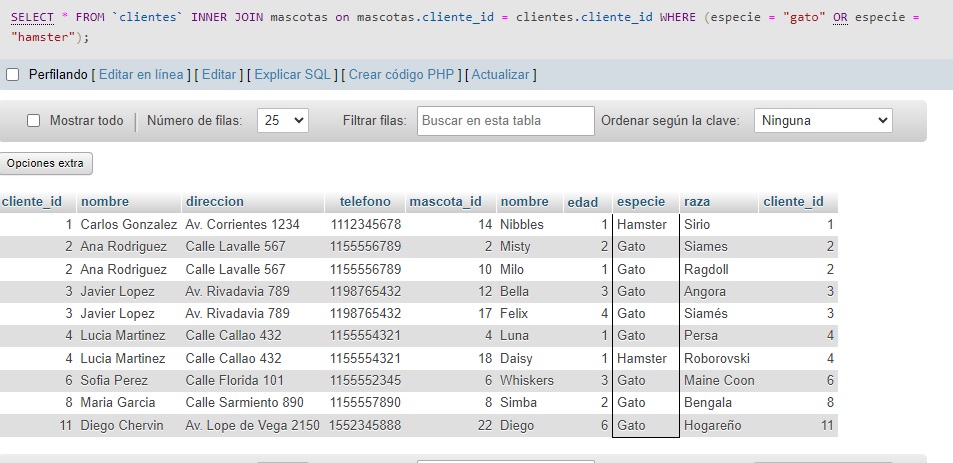 SELECT * FROM `clientes` INNER JOIN mascotas on mascotas.cliente_id = clientes.cliente_id WHERE (especie = "gato" OR especie =
"hamster");
Perfilando [ Editar en línea ] [ Editar ] [ Explicar SQL ] [ Crear código PHP ] [ Actualizar ]
Mostrar todo Número de filas: 25 Filtrar filas: Buscar en esta tabla Ordenar según la clave: Ninguna
Opciones extra
cliente_id nombre direccion telefono mascota_id nombre edad especie raza cliente_id
1 Carlos Gonzalez Av. Corrientes 1234 1112345678 14 Nibbles 1 Hamster Sirio 1
2 Ana Rodriguez Calle Lavalle 567 1155556789 2 Misty 2 Gato Siames 2
2 Ana Rodriguez Calle Lavalle 567 1155556789 10 Milo 1 Gato Ragdoll 2
3 Javier Lopez Av. Rivadavia 789 1198765432 12 Bella 3 Gato Angora 3
3 Javier Lopez Av. Rivadavia 789 1198765432 17 Felix 4 Gato Siamés 3
4 Lucia Martinez Calle Callao 432 1155554321 4 Luna 1 Gato Persa 4
4 Lucia Martinez Calle Callao 432 1155554321 18 Daisy 1 Hamster Roborovski 4
6 Sofia Perez Calle Florida 101 1155552345 6 Whiskers 3 Gato Maine Coon 6
8 Maria Garcia Calle Sarmiento 890 1155557890 8 Simba 2 Gato Bengala 8
11 Diego Chervin Av. Lope de Vega 2150 1552345888 22 Diego 6 Gato Hogareño 11